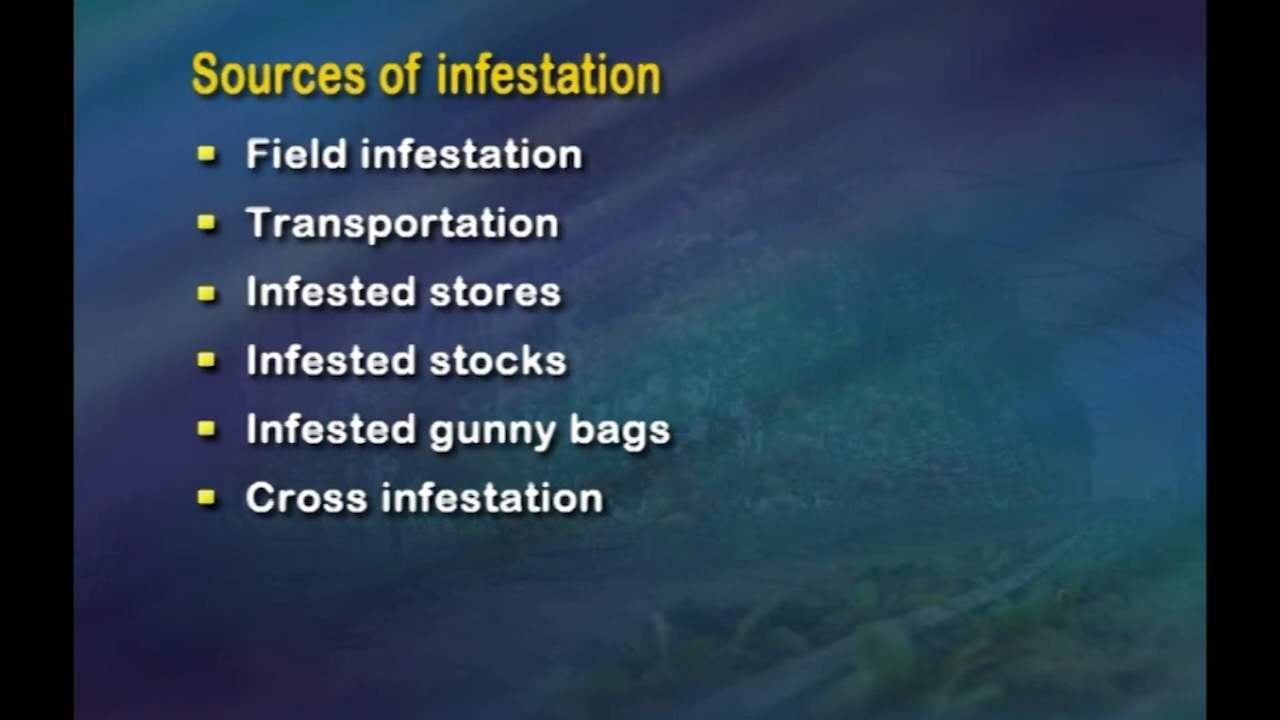 Sources of infestation
Field infestation
Transportation
Infested stores
Infested stocks
Infested gunny bags
Cross infestation